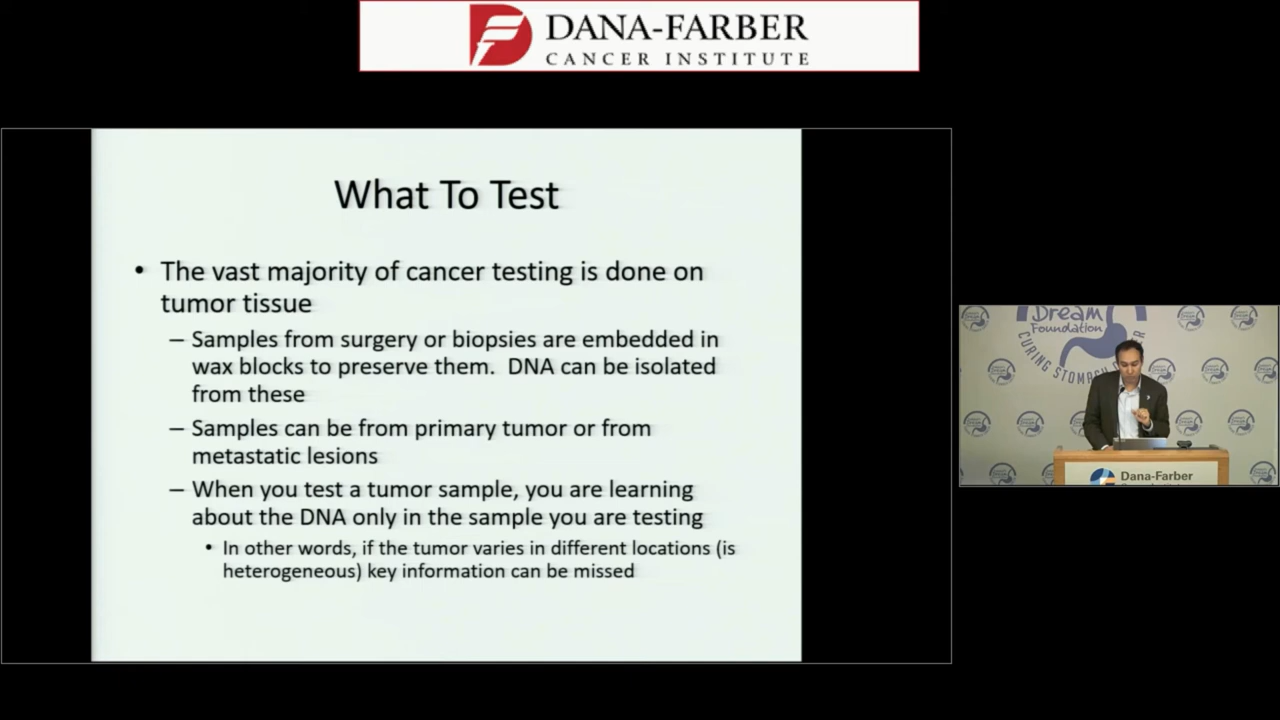 DANA-FARBER
CANCER INSTITUTE
What To Test
• The vast majority of cancer testing is done on
tumor tissue
– Samples from surgery or biopsies are embedded in
wax blocks to preserve them. DNA can be isolated
from these
– Samples can be from primary tumor or from
metastatic lesions
– When you test a tumor sample, you are learning
about the DNA only in the sample you are testing
• In other words, if the tumor varies in different locations (is
heterogeneous) key information can be missed
Dream
Foundation
CURING STOMACH
Dana-Farber